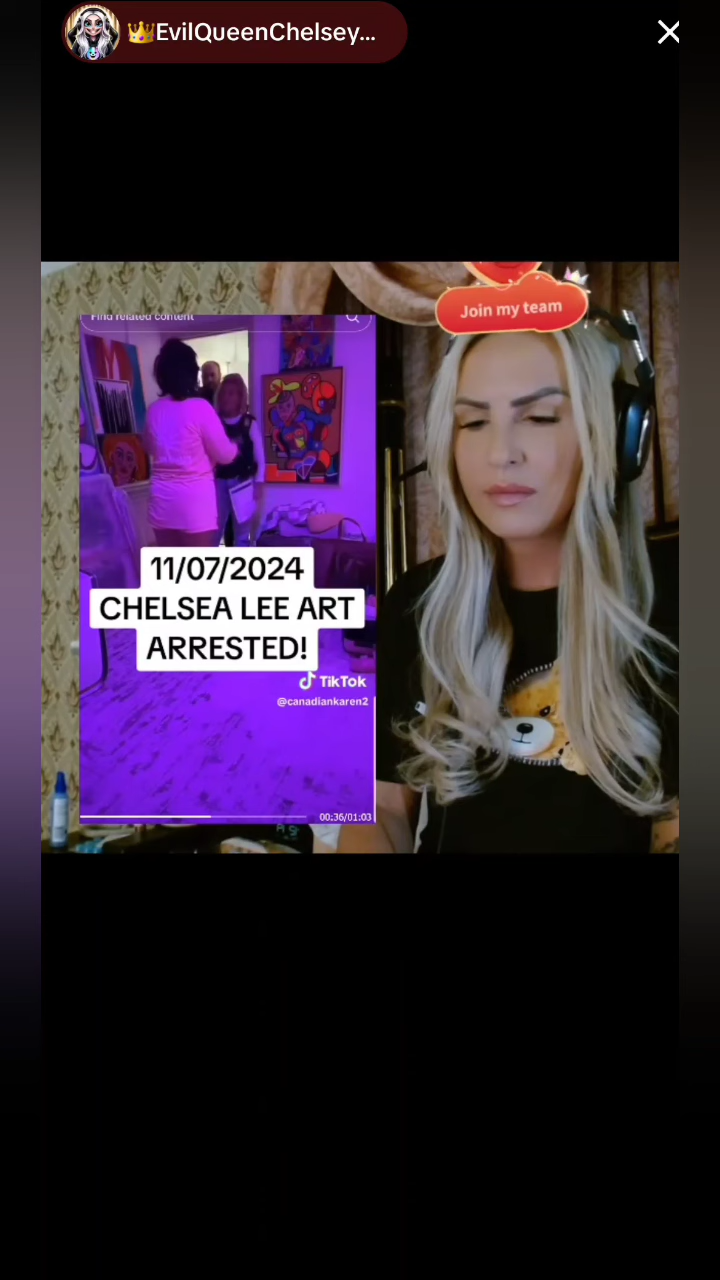 👑EvilQueenChelsey...
Join my team
Find related content
11/07/2024
CHELSEA LEE ART
ARRESTED!
TikTok
@canadiankaren2
00:36/01:03